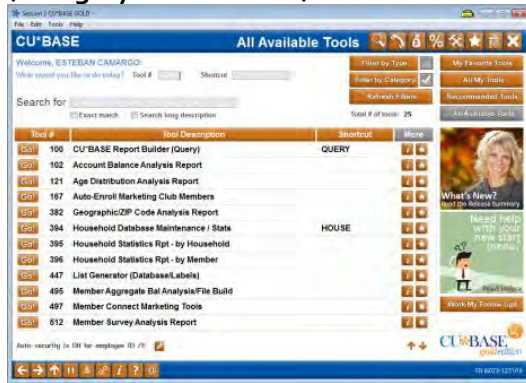 Session 2 CU*BASE GOLD -
File Edit Tools Help
CU*BASE
All Available Tools
Welcome, ESTEBAN CAMARGO!
What would you like to do today? Tool # Shortcut
Search for
Exact match Search long description
Filter by Type
Filter by Category
Refresh Filters
Total # of tools: 25
My Favorite Tools
All My Tools
Recommended Tools
All Available Tools
Tool # Tool Description Shortcut More
Go! 100 CU*BASE Report Builder (Query) QUERY
Go! 102 Account Balance Analysis Report
Go! 121 Age Distribution Analysis Report
Go! 167 Auto-Enroll Marketing Club Members
Go! 382 Geographic/ZIP Code Analysis Report
Go! 394 Household Database Maintenance / Stats HOUSE
Go! 395 Household Statistics Rpt - by Household
Go! 396 Household Statistics Rpt - by Member
Go! 447 List Generator (Database/Labels)
Go! 495 Member Aggregate Bal Analysis/File Build
Go! 497 Member Connect Marketing Tools
Go! 512 Member Survey Analysis Report
What's New?
Read the Release Summary
Need help
with your
new start
menu?
Read Help
Work My Follow-Ups
Auto-security is ON for employee ID
CU*BASE
gold edition